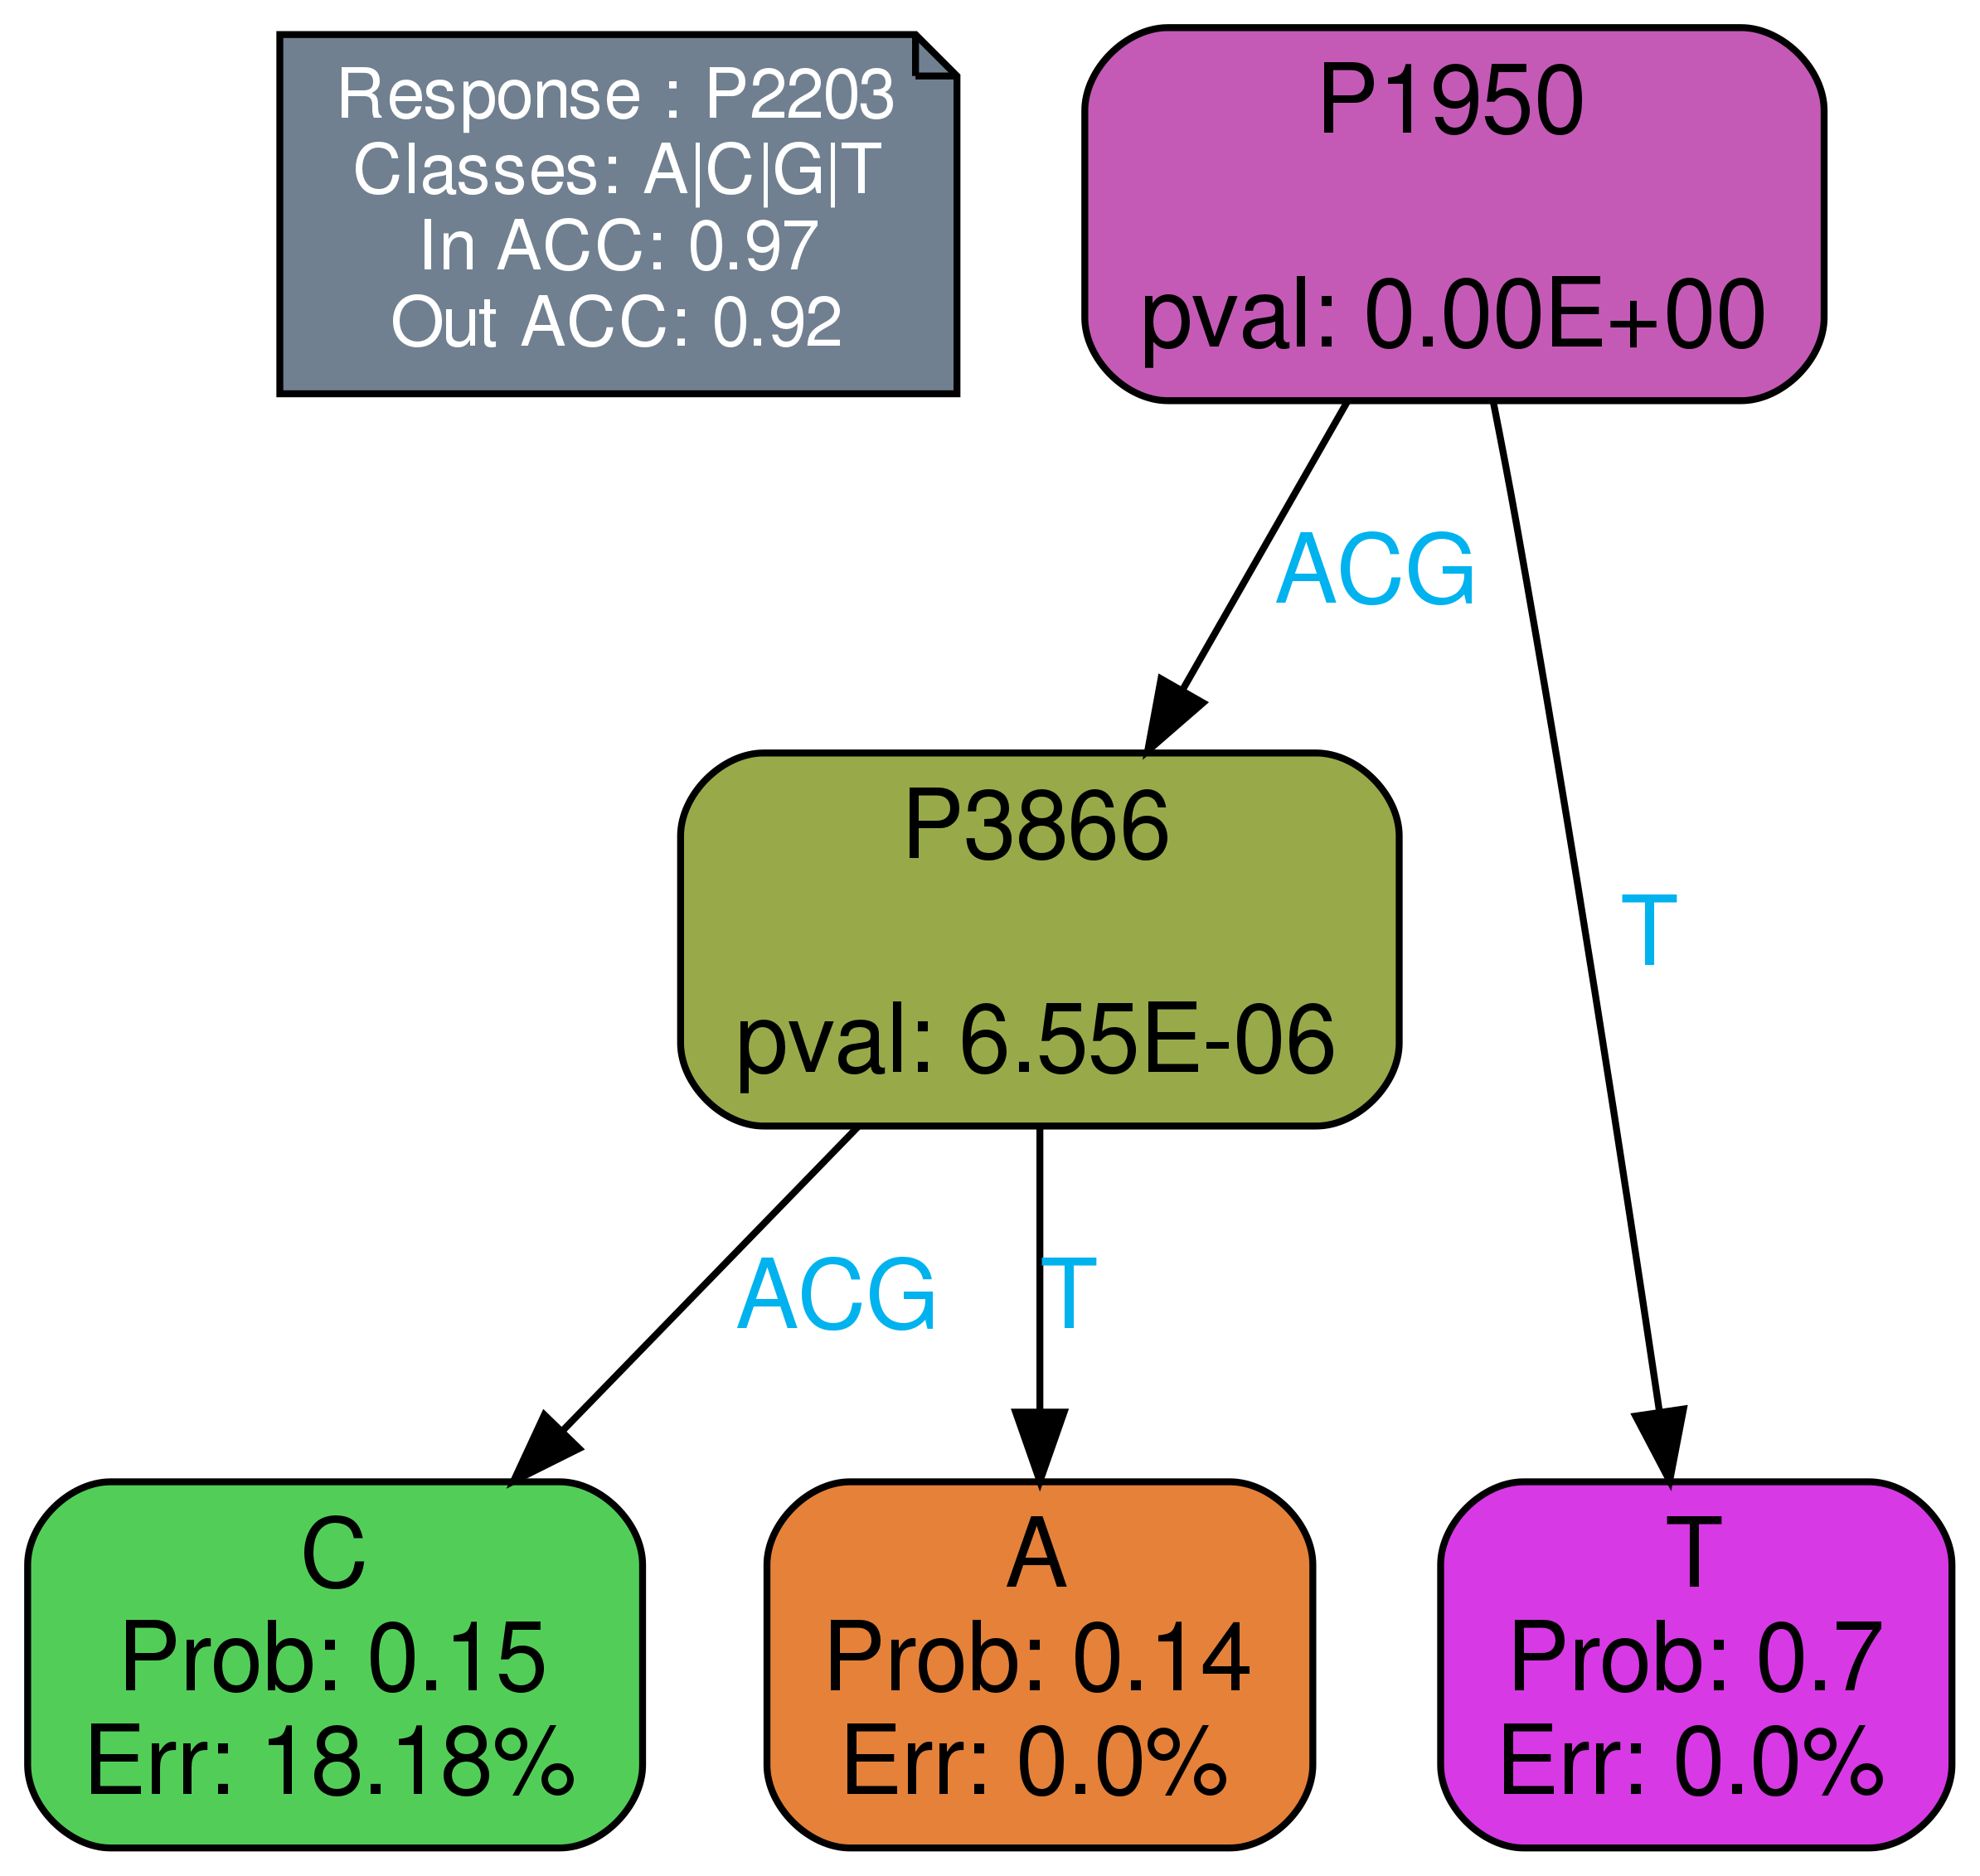 Response : P2203
Classes: A|C|G|T
In ACC: 0.97
Out ACC: 0.92
P1950
pval: 0.00E+00
ACG
T
P3866
pval: 6.55E-06
ACG
T
C
Prob: 0.15
Err: 18.18%
A
Prob: 0.14
Err: 0.0%
T
Prob: 0.7
Err: 0.0%